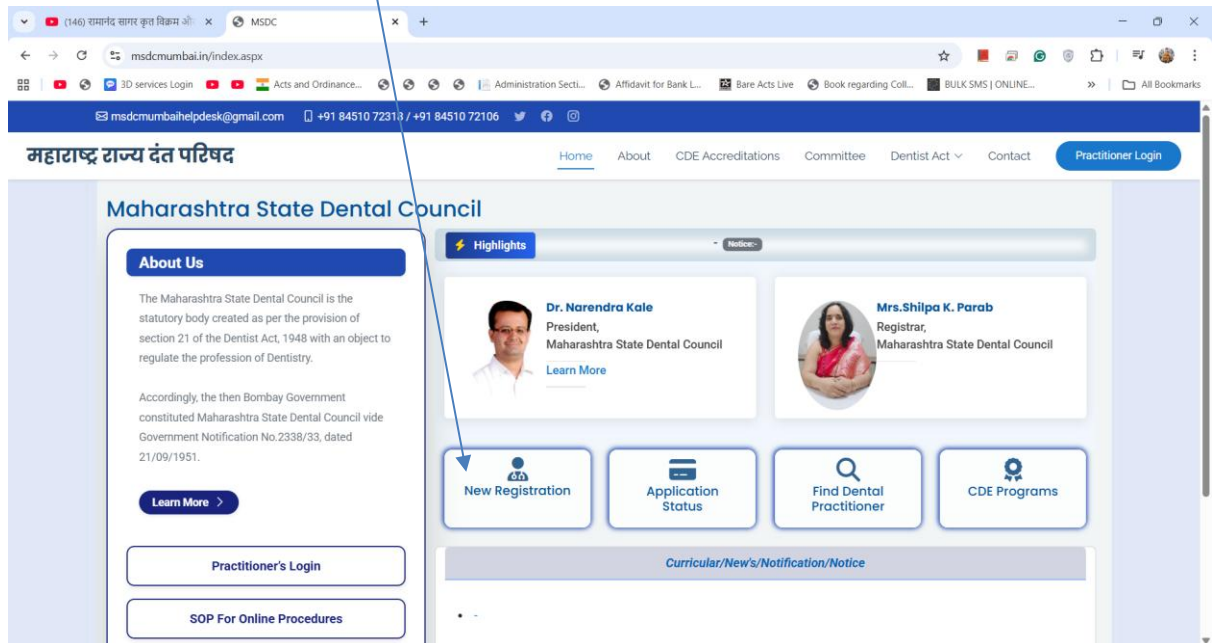 (146) रामानंद सागर कृत विक्रम औ
MSDC
msdcmumbai.in/index.aspx
3D services Login
Acts and Ordinance...
Administration Secti...
Affidavit for Bank L...
Bare Acts Live
Book regarding Coll...
BULK SMS | ONLINE...
All Bookmarks
msdcmumbaihelpdesk@gmail.com +91 84510 72318 / +91 84510 72106
महाराष्ट्र राज्य दंत परिषद
Home About CDE Accreditations Committee Dentist Act Contact Practitioner Login
Maharashtra State Dental Council
About Us
The Maharashtra State Dental Council is the
statutory body created as per the provision of
section 21 of the Dentist Act, 1948 with an object to
regulate the profession of Dentistry.
Accordingly, the then Bombay Government
constituted Maharashtra State Dental Council vide
Government Notification No.2338/33, dated
21/09/1951.
Learn More >
Practitioner's Login
SOP For Online Procedures
Highlights
- Notice:-
Dr. Narendra Kale
President,
Maharashtra State Dental Council
Learn More
Mrs.Shilpa K. Parab
Registrar,
Maharashtra State Dental Council
New Registration
Application
Status
Find Dental
Practitioner
CDE Programs
Curricular/New's/Notification/Notice
• -